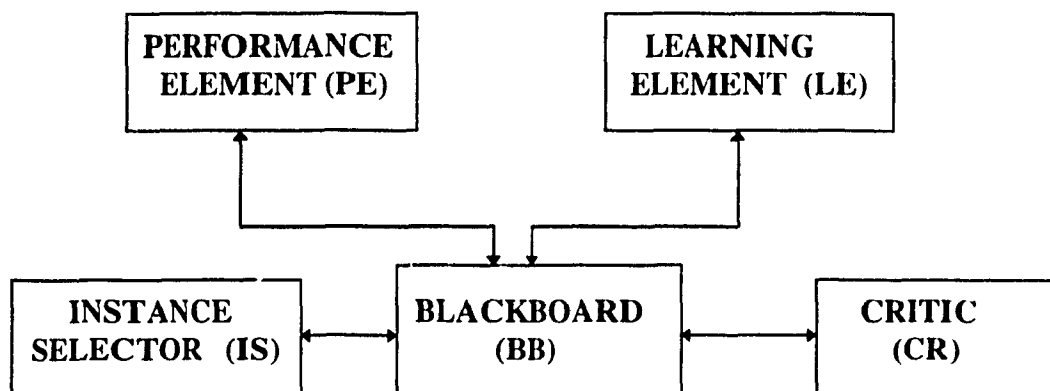 PERFORMANCE
ELEMENT (PE)
LEARNING
ELEMENT (LE)
INSTANCE
SELECTOR (IS)
BLACKBOARD
(BB)
CRITIC
(CR)